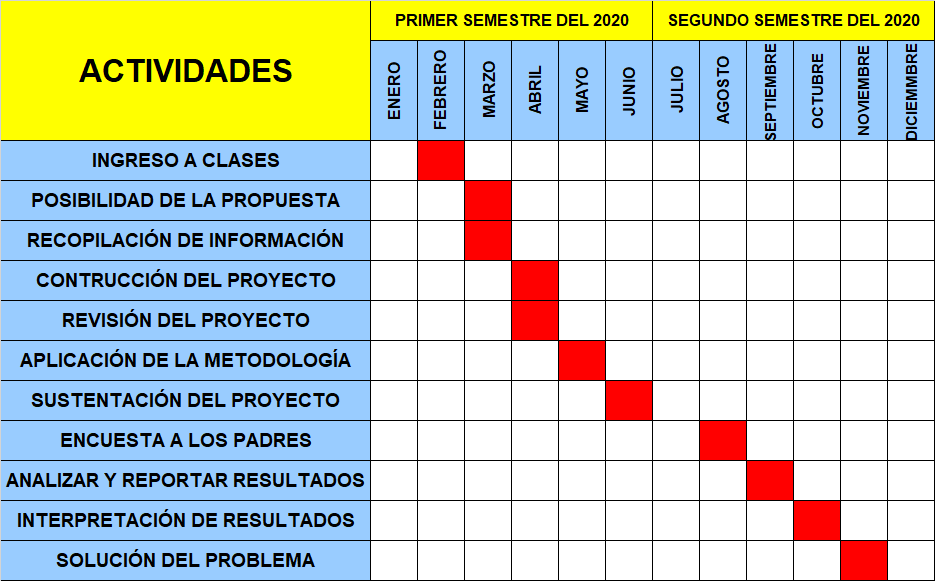 ACTIVIDADES
PRIMER SEMESTRE DEL 2020
SEGUNDO SEMESTRE DEL 2020
ENERO
FEBRERO
MARZO
ABRIL
MAYO
JUNIO
JULIO
AGOSTO
SEPTIEMBRE
OCTUBRE
NOVIEMBRE
DICIEMMBRE
INGRESO A CLASES
POSIBILIDAD DE LA PROPUESTA
RECOPILACIÓN DE INFORMACIÓN
CONTRUCCIÓN DEL PROYECTO
REVISIÓN DEL PROYECTO
APLICACIÓN DE LA METODOLOGÍA
SUSTENTACIÓN DEL PROYECTO
ENCUESTA A LOS PADRES
ANALIZAR Y REPORTAR RESULTADOS
INTERPRETACIÓN DE RESULTADOS
SOLUCIÓN DEL PROBLEMA